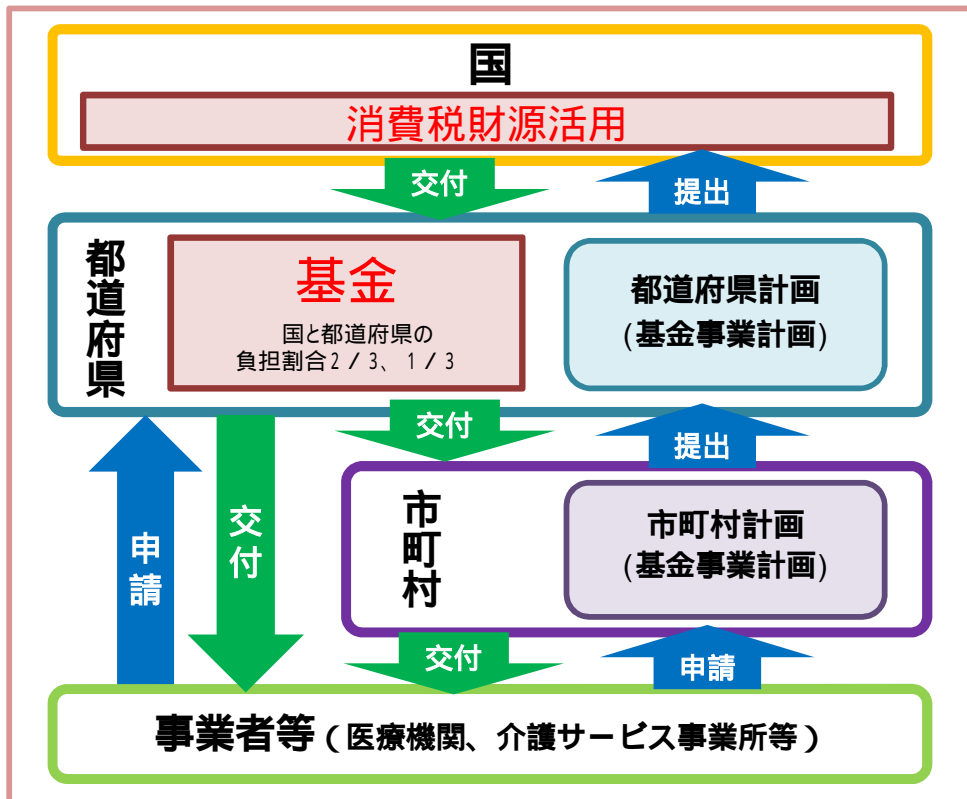 国
消費税財源活用
交付
提出
都道府県
基金
国と都道府県の
負担割合2/3、1/3
都道府県計画
(基金事業計画)
交付
提出
申請
交付
市町村
市町村計画
(基金事業計画)
交付
申請
事業者等(医療機関、介護サービス事業所等)